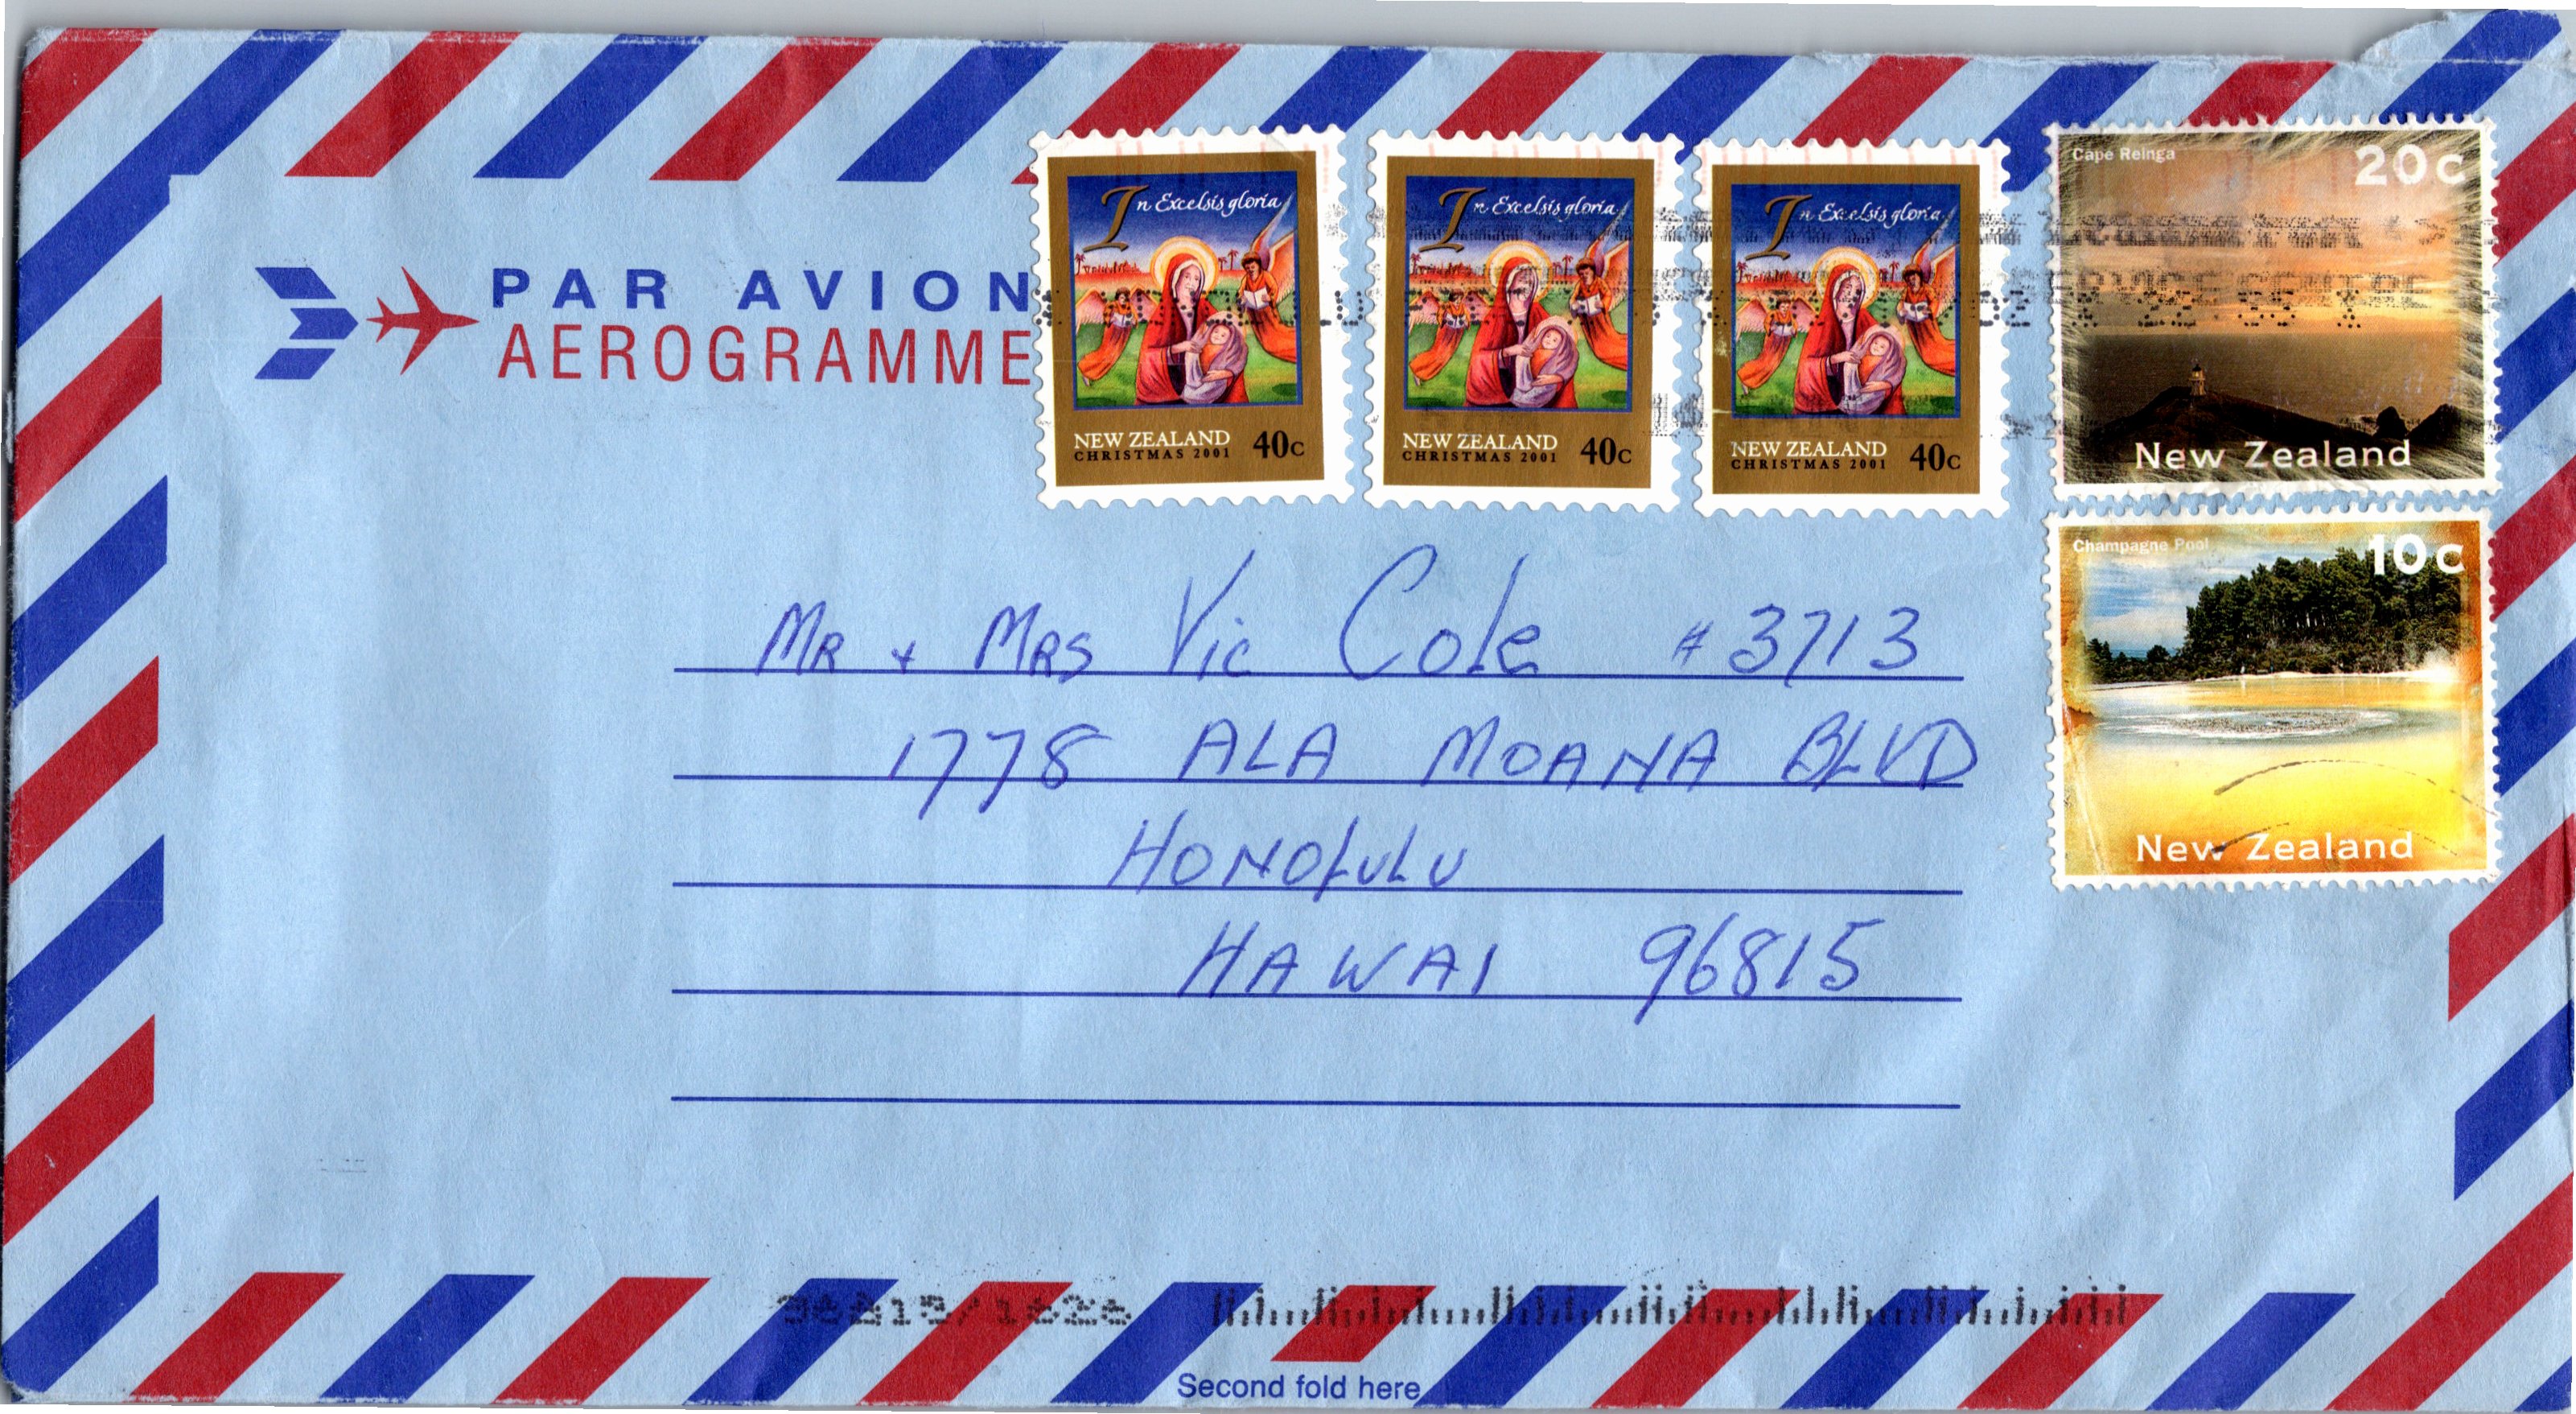 PAR AVION
AEROGRAMME
In Excelsis gloria
NEW ZEALAND
CHRISTMAS 2001 40c
In Excelsis gloria
NEW ZEALAND
CHRISTMAS 2001 40c
In Excelsis gloria
NEW ZEALAND
CHRISTMAS 2001 40c
Cape Reinga 20c
New Zealand
Champagne Pool 10c
New Zealand
MR + MRS Vic Cole #3713
1778 ALA MOANA BLVD
HONOLULU
HAWAI 96815
96815/1626
Second fold here